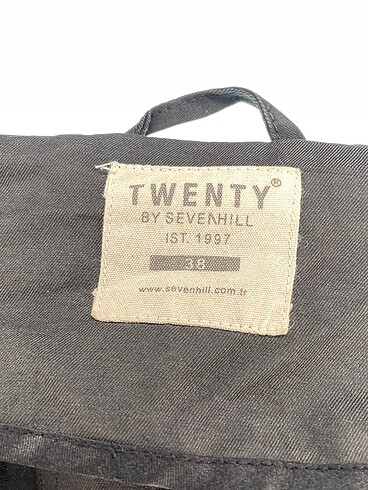 TWENTY®
BY SEVENHILL
IST. 1997
38
www.sevenhill.com.tr